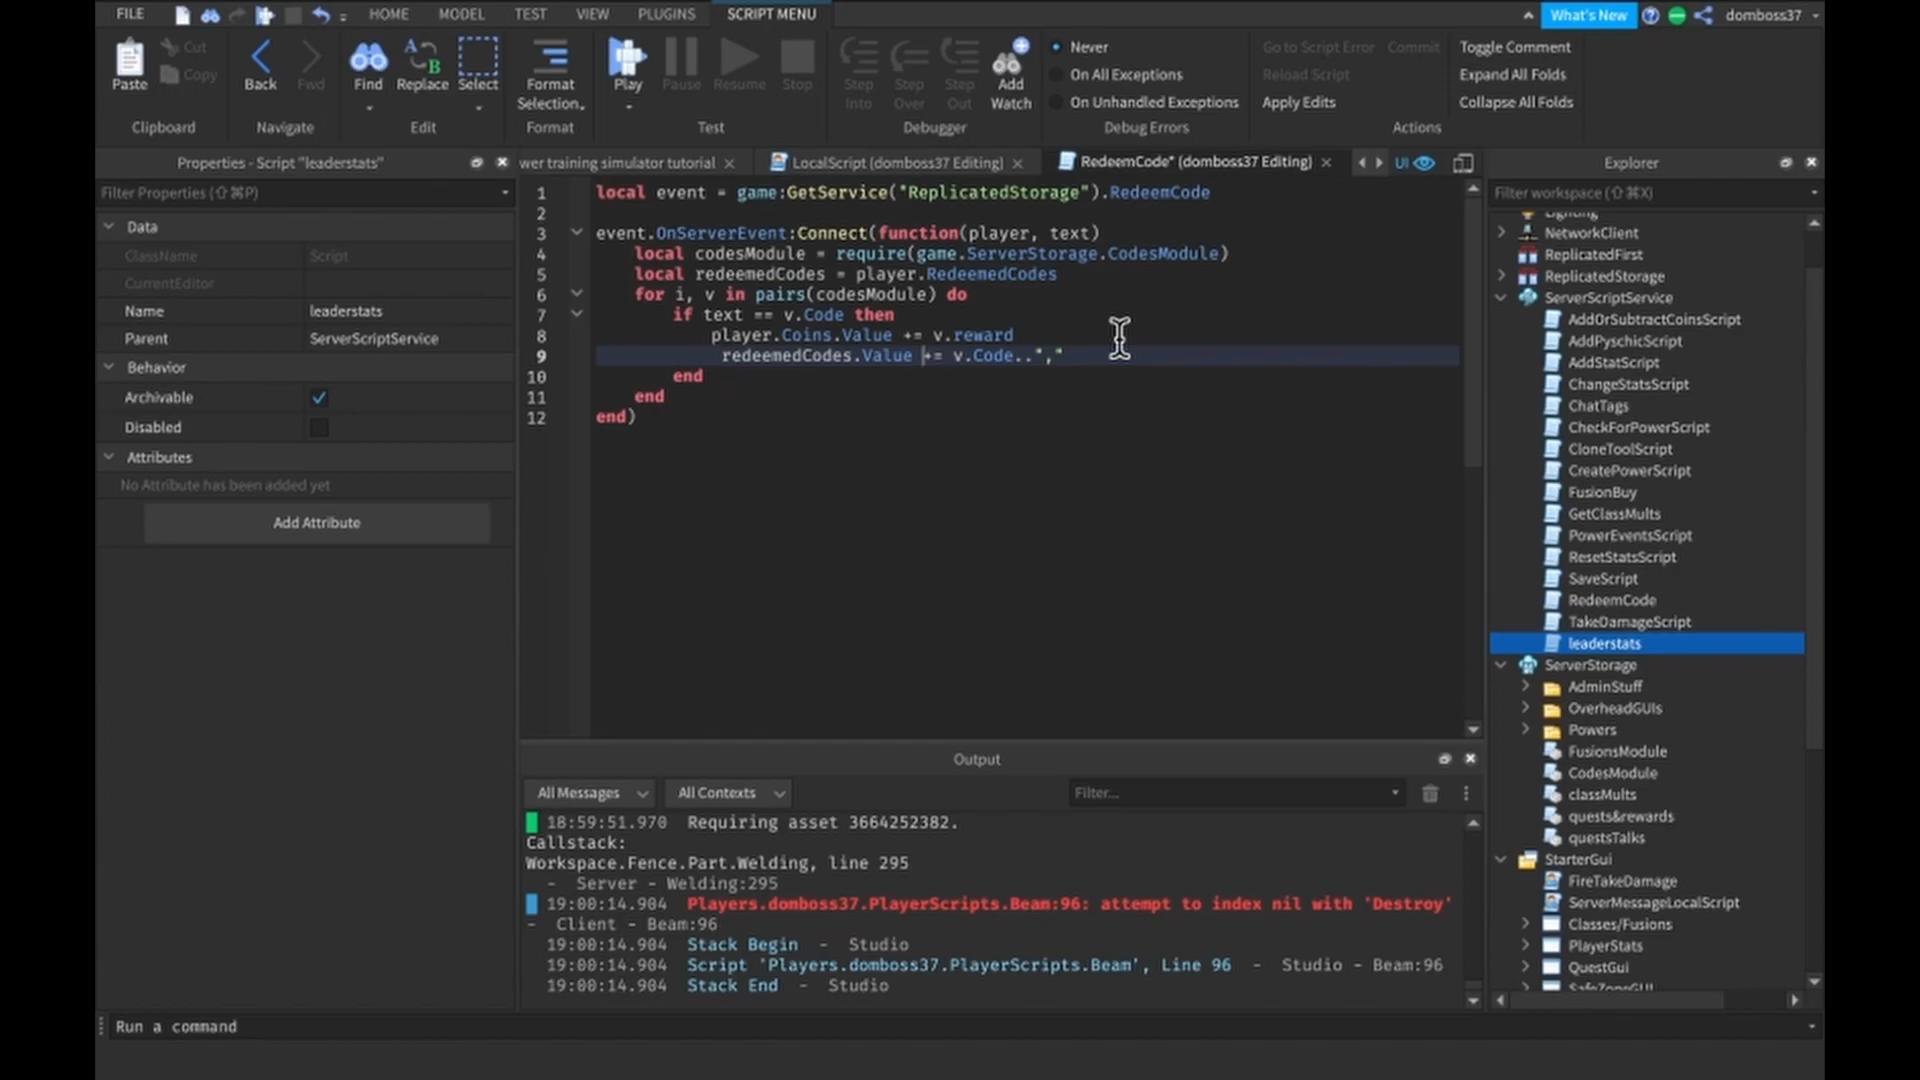 FILE HOME MODEL TEST VIEW PLUGINS SCRIPT MENU What's New domboss37
Paste Cut Copy Back Fwd Find Replace Select Format Selection Play Pause Resume Stop Step Into Step Over Step Out Add Watch
Never On All Exceptions On Unhandled Exceptions
Go to Script Error Commit Reload Script Apply Edits
Toggle Comment Expand All Folds Collapse All Folds
Clipboard Navigate Edit Format Test Debugger Debug Errors Actions
Properties - Script "leaderstats"
wer training simulator tutorial LocalScript (domboss37 Editing) RedeemCode* (domboss37 Editing) UI
Explorer
Filter Properties (⇧⌘P)
Data
ClassName Script
CurrentEditor
Name leaderstats
Parent ServerScriptService
Behavior
Archivable
Disabled
Attributes
No Attribute has been added yet
Add Attribute
1 local event = game:GetService("ReplicatedStorage").RedeemCode
2
3 event.OnServerEvent:Connect(function(player, text)
4 local codesModule = require(game.ServerStorage.CodesModule)
5 local redeemedCodes = player.RedeemedCodes
6 for i, v in pairs(codesModule) do
7 if text == v.Code then
8 player.Coins.Value += v.reward
9 redeemedCodes.Value += v.Code..","
10 end
11 end
12 end)
Filter workspace (⇧⌘X)
Lighting
NetworkClient
ReplicatedFirst
ReplicatedStorage
ServerScriptService
AddOrSubtractCoinsScript
AddPyschicScript
AddStatScript
ChangeStatsScript
ChatTags
CheckForPowerScript
CloneToolScript
CreatePowerScript
FusionBuy
GetClassMults
PowerEventsScript
ResetStatsScript
SaveScript
RedeemCode
TakeDamageScript
leaderstats
ServerStorage
AdminStuff
OverheadGUIs
Powers
FusionsModule
CodesModule
classMults
quests&rewards
questsTalks
StarterGui
FireTakeDamage
ServerMessageLocalScript
Classes/Fusions
PlayerStats
QuestGui
SafeZoneGUI
Output
All Messages All Contexts Filter...
18:59:51.970 Requiring asset 3664252382.
Callstack:
Workspace.Fence.Part.Welding, line 295
- Server - Welding:295
19:00:14.904 Players.domboss37.PlayerScripts.Beam:96: attempt to index nil with 'Destroy'
- Client - Beam:96
19:00:14.904 Stack Begin - Studio
19:00:14.904 Script 'Players.domboss37.PlayerScripts.Beam', Line 96 - Studio - Beam:96
19:00:14.904 Stack End - Studio
Run a command